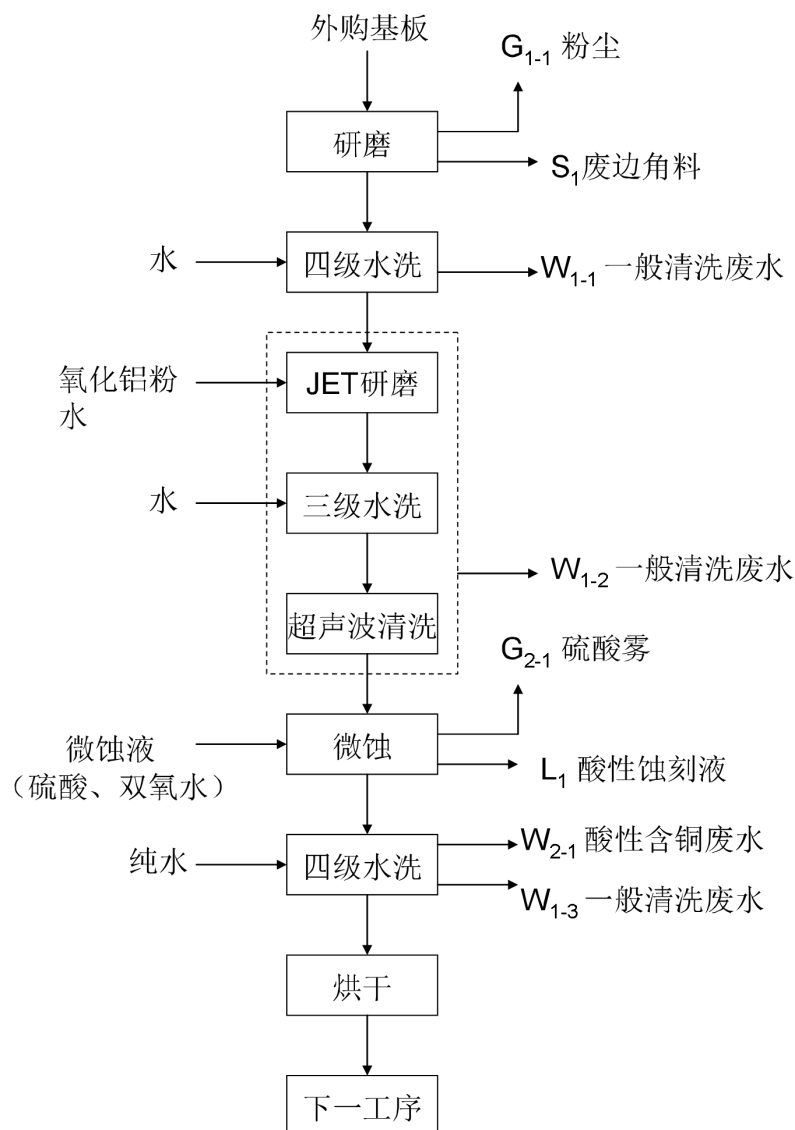 外购基板
G1-1 粉尘
研磨
S1废边角料
水
四级水洗
W1-1 一般清洗废水
氧化铝粉
水
JET研磨
水
三级水洗
W1-2 一般清洗废水
超声波清洗
G2-1 硫酸雾
微蚀液
（硫酸、双氧水）
微蚀
L1 酸性蚀刻液
纯水
四级水洗
W2-1 酸性含铜废水
W1-3 一般清洗废水
烘干
下一工序